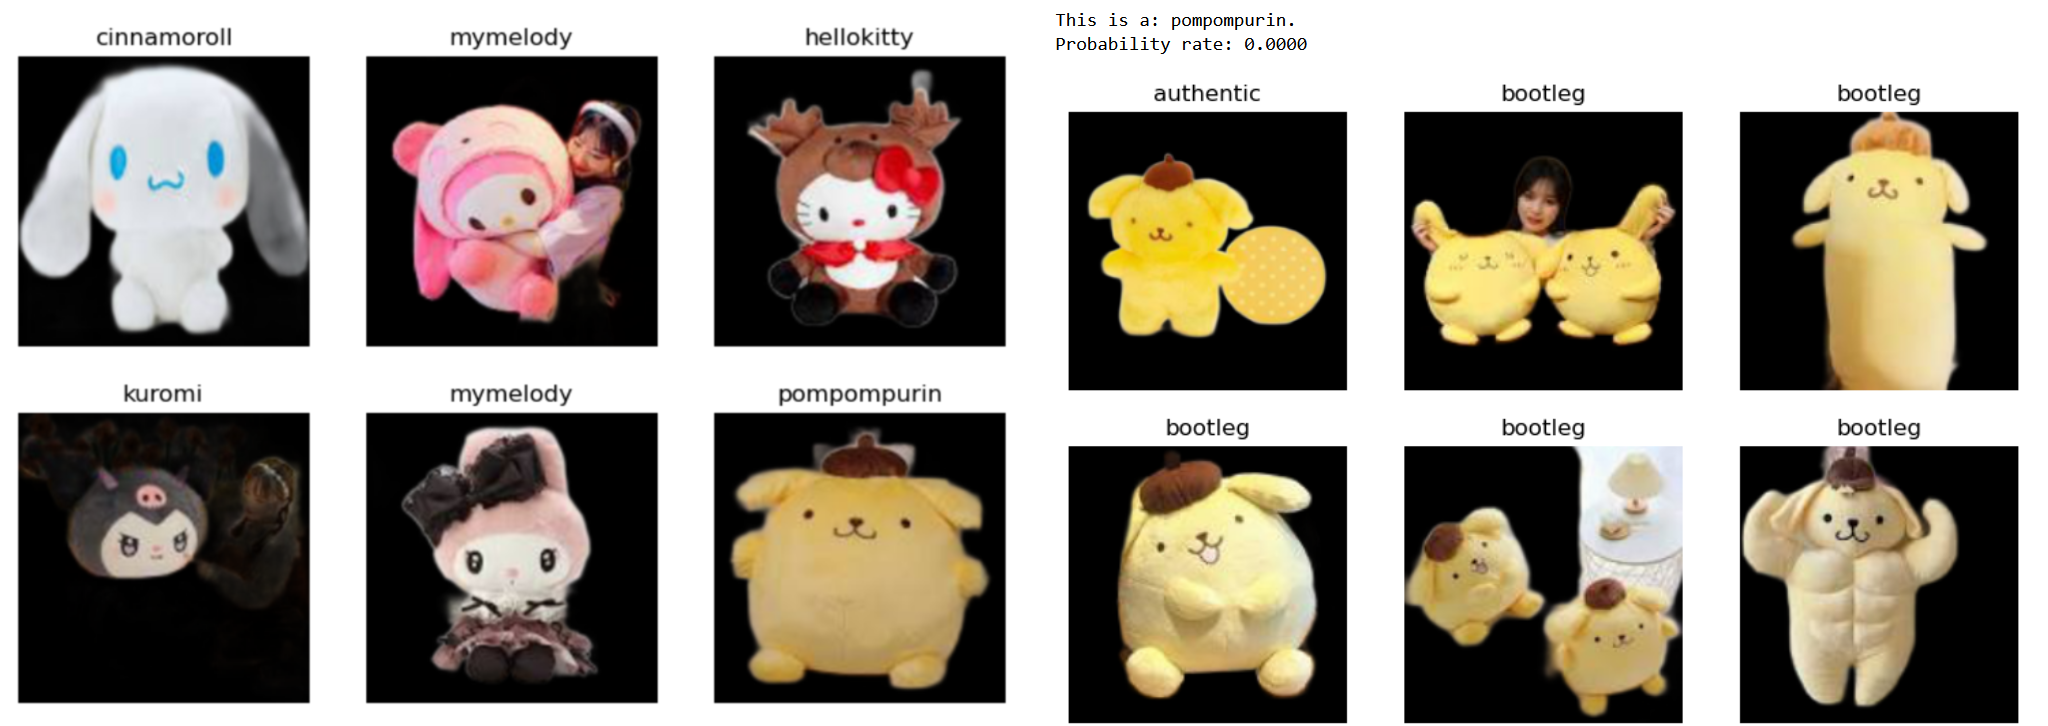 cinnamoroll
mymelody
hellokitty
kuromi
mymelody
pompompurin
This is a: pompompurin.
Probability rate: 0.0000
authentic
bootleg
bootleg
bootleg
bootleg
bootleg